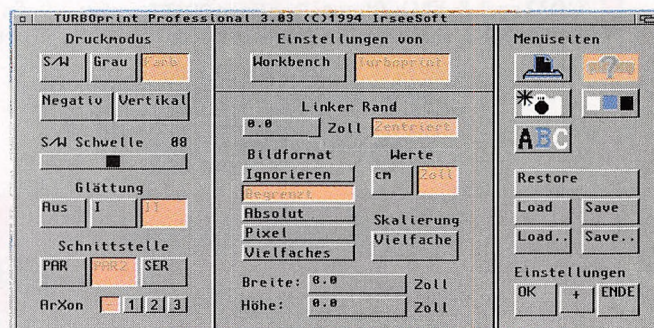 TURBOprint Professional 3.03 (C)1994 IrseeSoft
Druckmodus
S/W Grau Farb
Negativ Vertikal
S/W Schwelle 08
Glättung
Aus I II
Schnittstelle
PAR PAR2 SER
ArXon - 1 2 3
Einstellungen von
Workbench Turboprint
Linker Rand
0.0 Zoll Zentriert
Bildformat
Ignorieren
Begrenzt
Absolut
Pixel
Vielfaches
Werte
cm Zoll
Skalierung
Vielfache
Breite: 0.0 Zoll
Höhe: 0.0 Zoll
Menüseiten
?
ABC
Restore
Load Save
Load.. Save..
Einstellungen
OK + ENDE